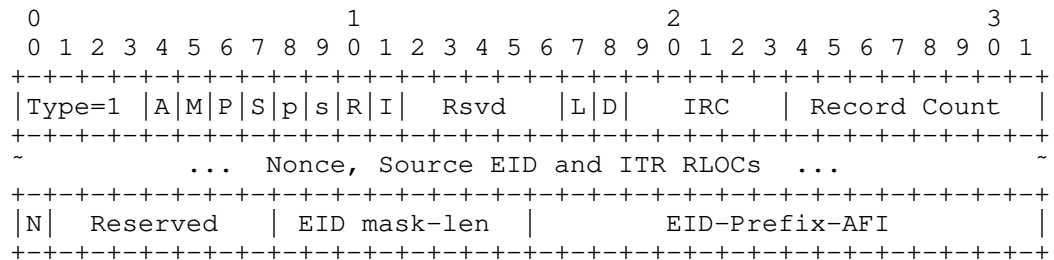 0                   1                   2                   3
 0 1 2 3 4 5 6 7 8 9 0 1 2 3 4 5 6 7 8 9 0 1 2 3 4 5 6 7 8 9 0 1
+-+-+-+-+-+-+-+-+-+-+-+-+-+-+-+-+-+-+-+-+-+-+-+-+-+-+-+-+-+-+-+-+
|Type=1 |A|M|P|S|p|s|R|I|  Rsvd   |L|D|   IRC   | Record Count  |
+-+-+-+-+-+-+-+-+-+-+-+-+-+-+-+-+-+-+-+-+-+-+-+-+-+-+-+-+-+-+-+-+
~          ...  Nonce, Source EID and ITR RLOCs  ...            ~
+-+-+-+-+-+-+-+-+-+-+-+-+-+-+-+-+-+-+-+-+-+-+-+-+-+-+-+-+-+-+-+-+
|N|  Reserved   | EID mask-len  |        EID-Prefix-AFI         |
+-+-+-+-+-+-+-+-+-+-+-+-+-+-+-+-+-+-+-+-+-+-+-+-+-+-+-+-+-+-+-+-+